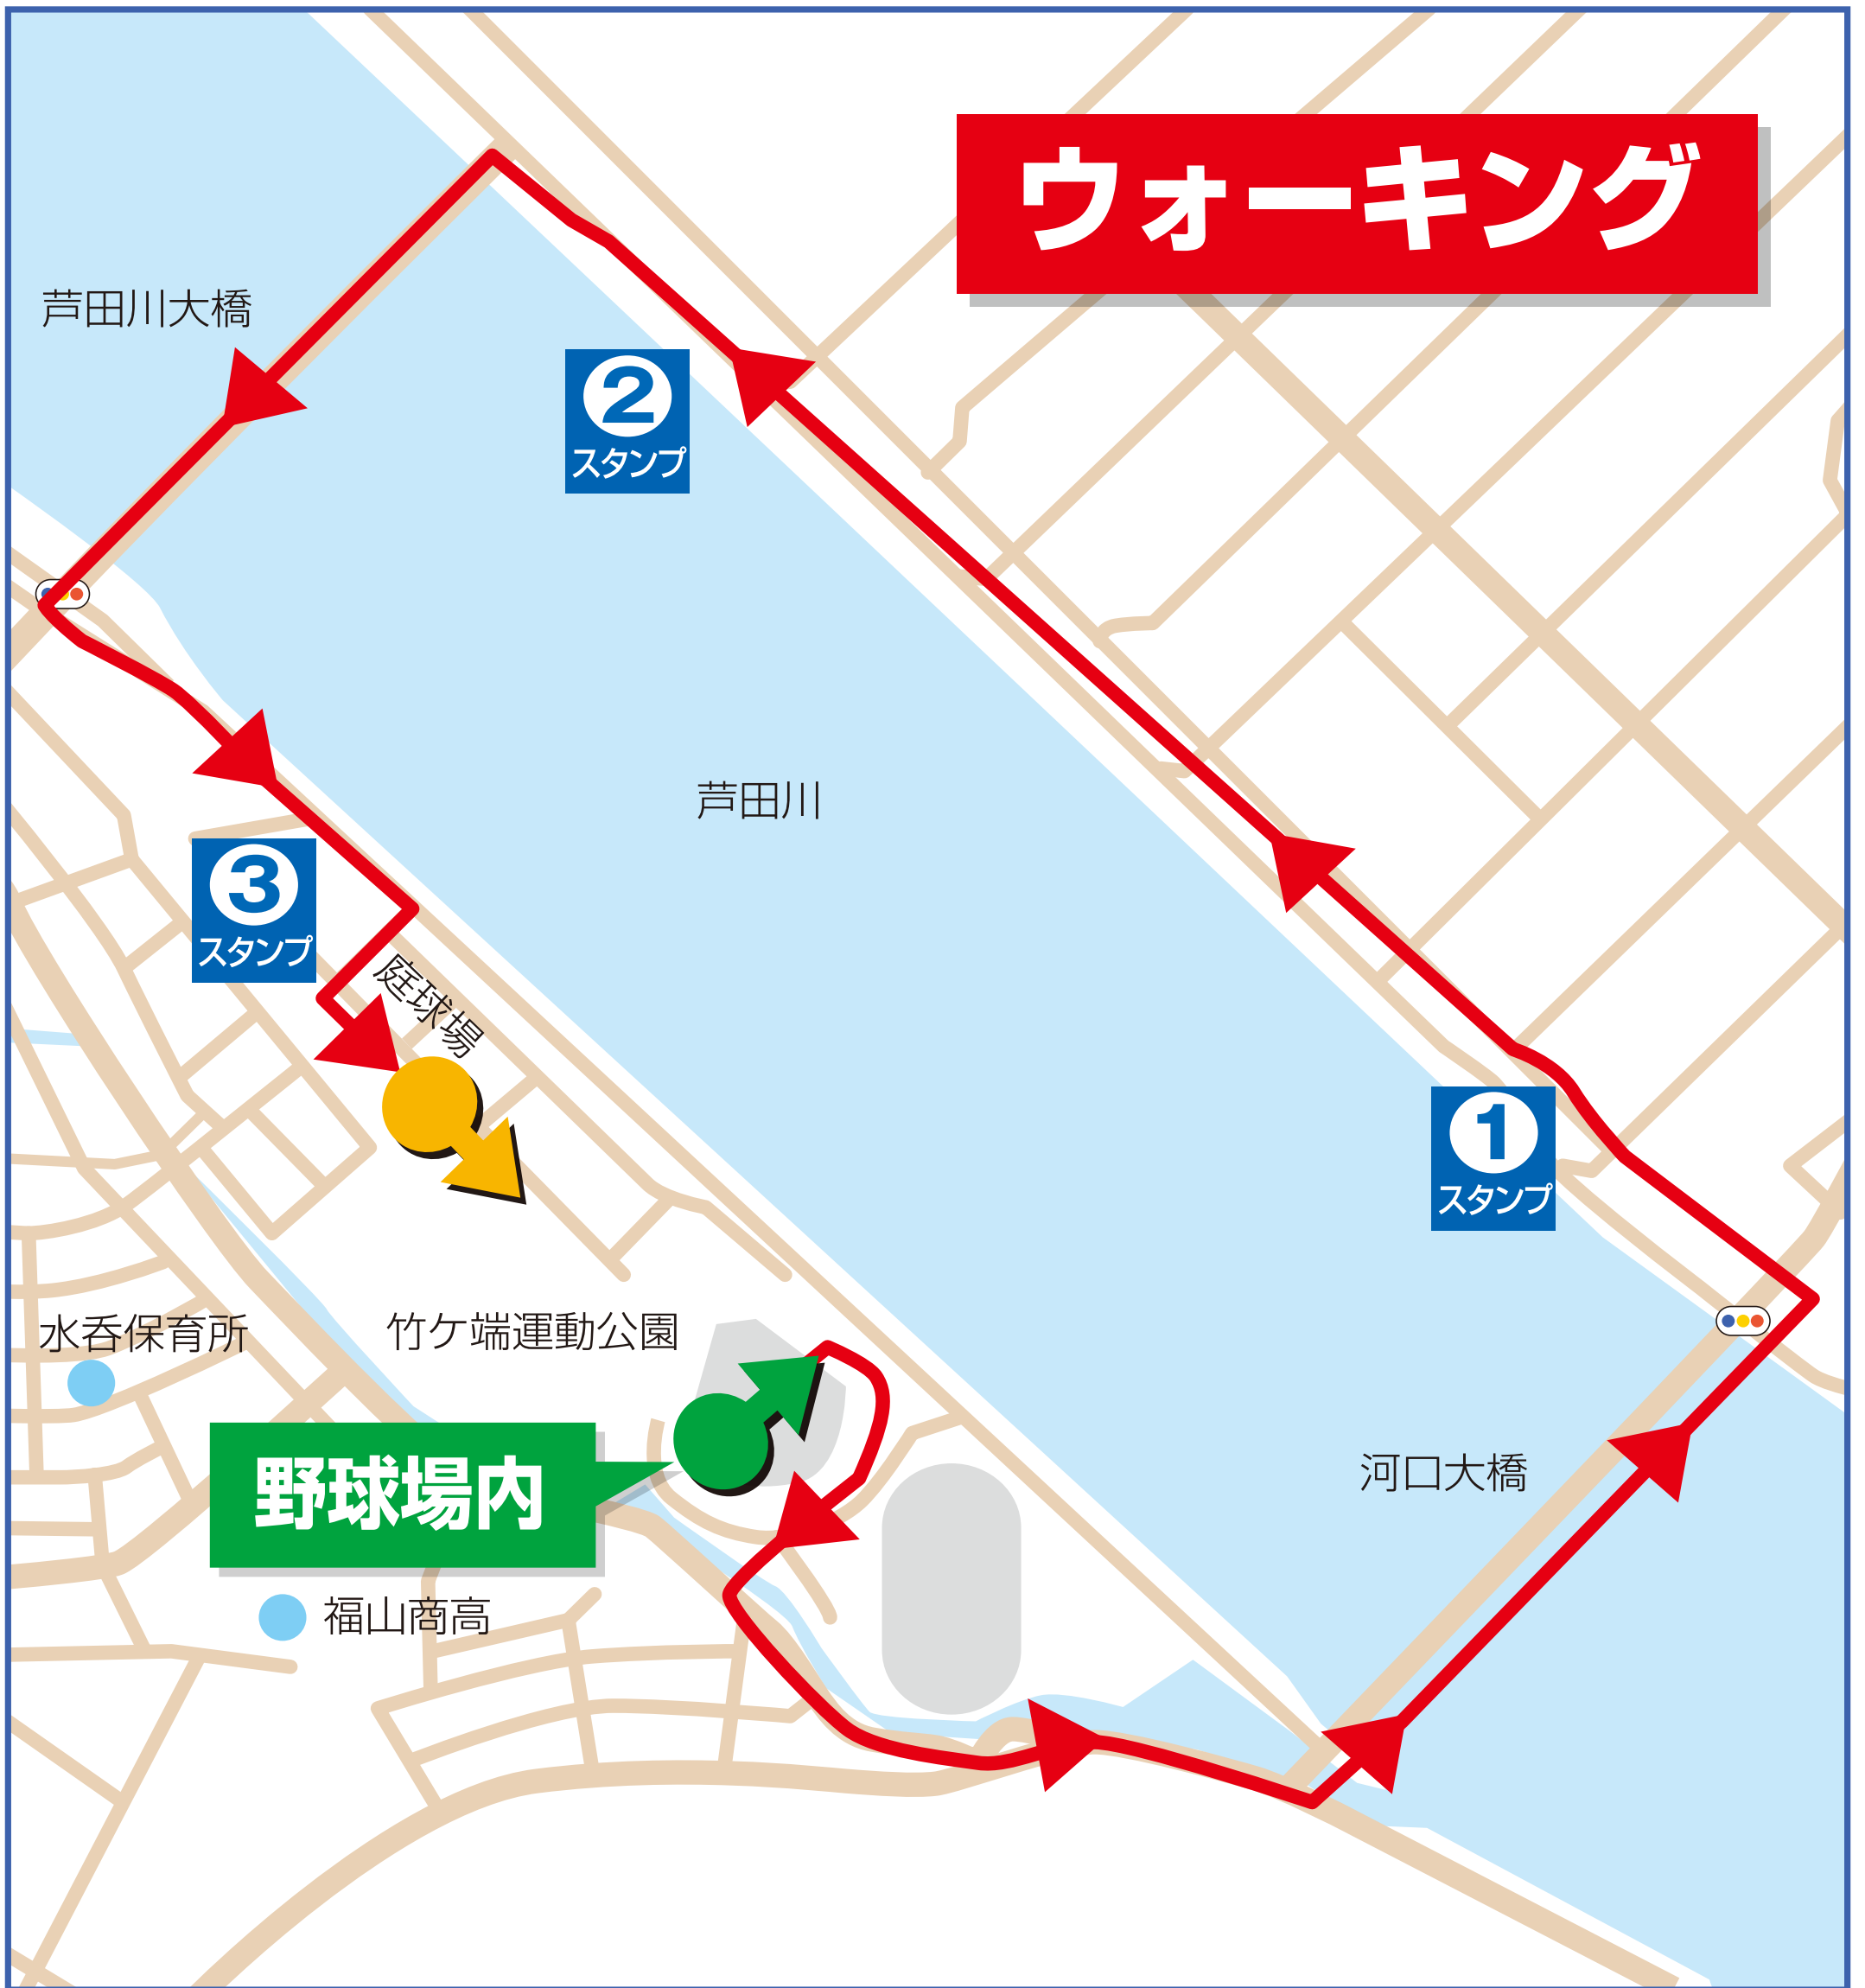 ウォーキング
芦田川大橋
2
スタンプ
芦田川
3
スタンプ
庭球場
1
スタンプ
水呑保育所
竹ケ端運動公園
野球場内
河口大橋
福山商高